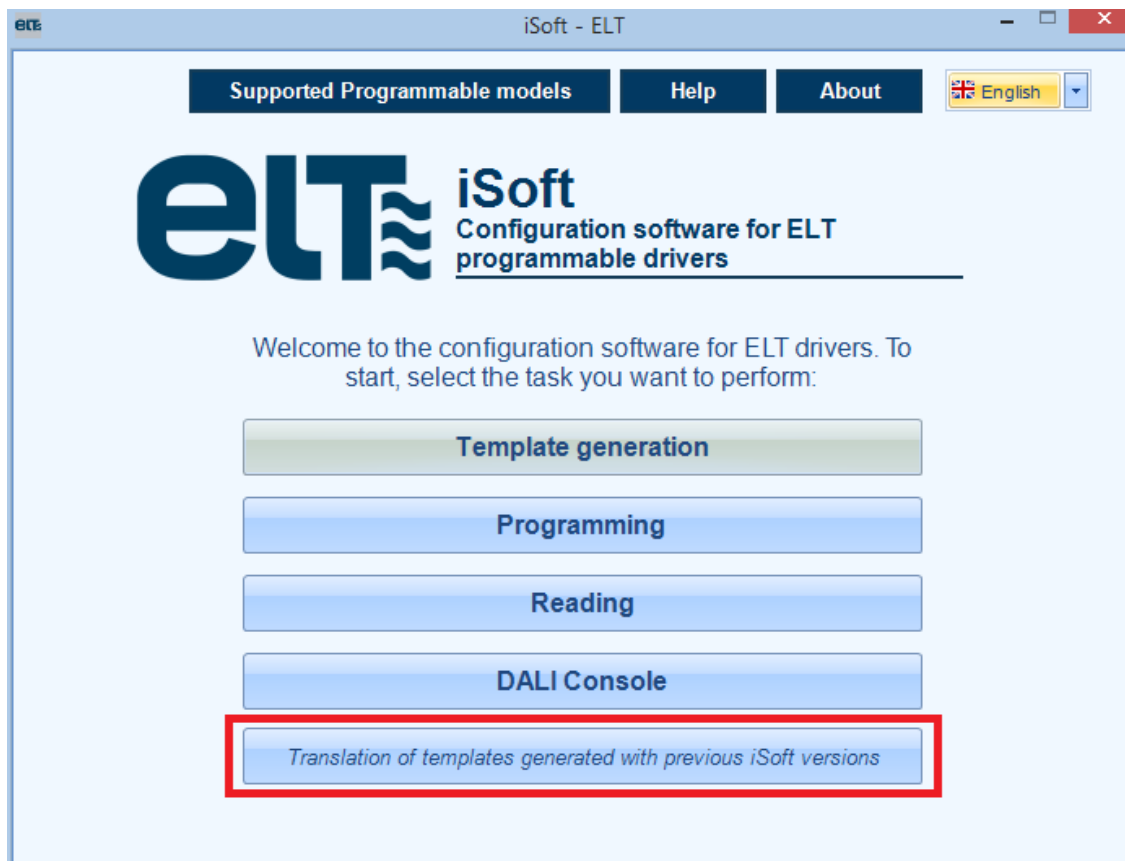 elt
iSoft - ELT
Supported Programmable models
Help
About
English
eLT
iSoft
Configuration software for ELT
programmable drivers
Welcome to the configuration software for ELT drivers. To
start, select the task you want to perform:
Template generation
Programming
Reading
DALI Console
Translation of templates generated with previous iSoft versions